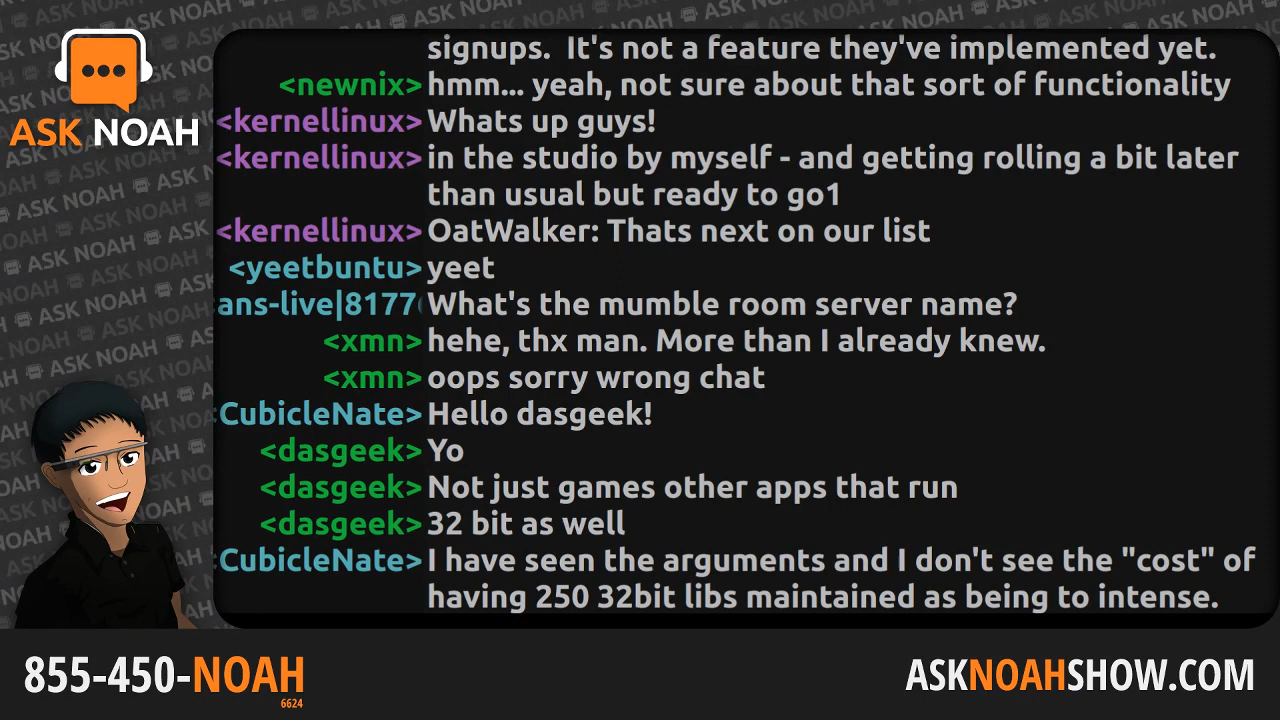 ASK NOAH
signups.  It's not a feature they've implemented yet.
<newnix> hmm... yeah, not sure about that sort of functionality
<kernellinux> Whats up guys!
<kernellinux> in the studio by myself - and getting rolling a bit later
than usual but ready to go1
<kernellinux> OatWalker: Thats next on our list
<yeetbuntu> yeet
ans-live|8177 What's the mumble room server name?
<xmn> hehe, thx man. More than I already knew.
<xmn> oops sorry wrong chat
CubicleNate> Hello dasgeek!
<dasgeek> Yo
<dasgeek> Not just games other apps that run
<dasgeek> 32 bit as well
CubicleNate> I have seen the arguments and I don't see the "cost" of
having 250 32bit libs maintained as being to intense.
855-450-NOAH
6624
ASKNOAHSHOW.COM